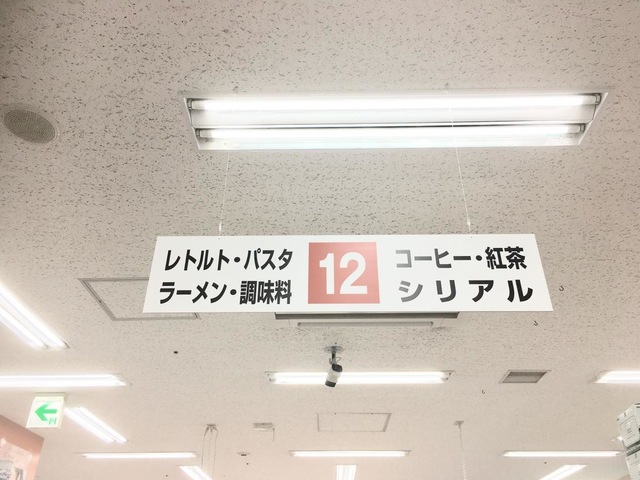 レトルト・パスタ
ラーメン・調味料
12
コーヒー・紅茶
シリアル